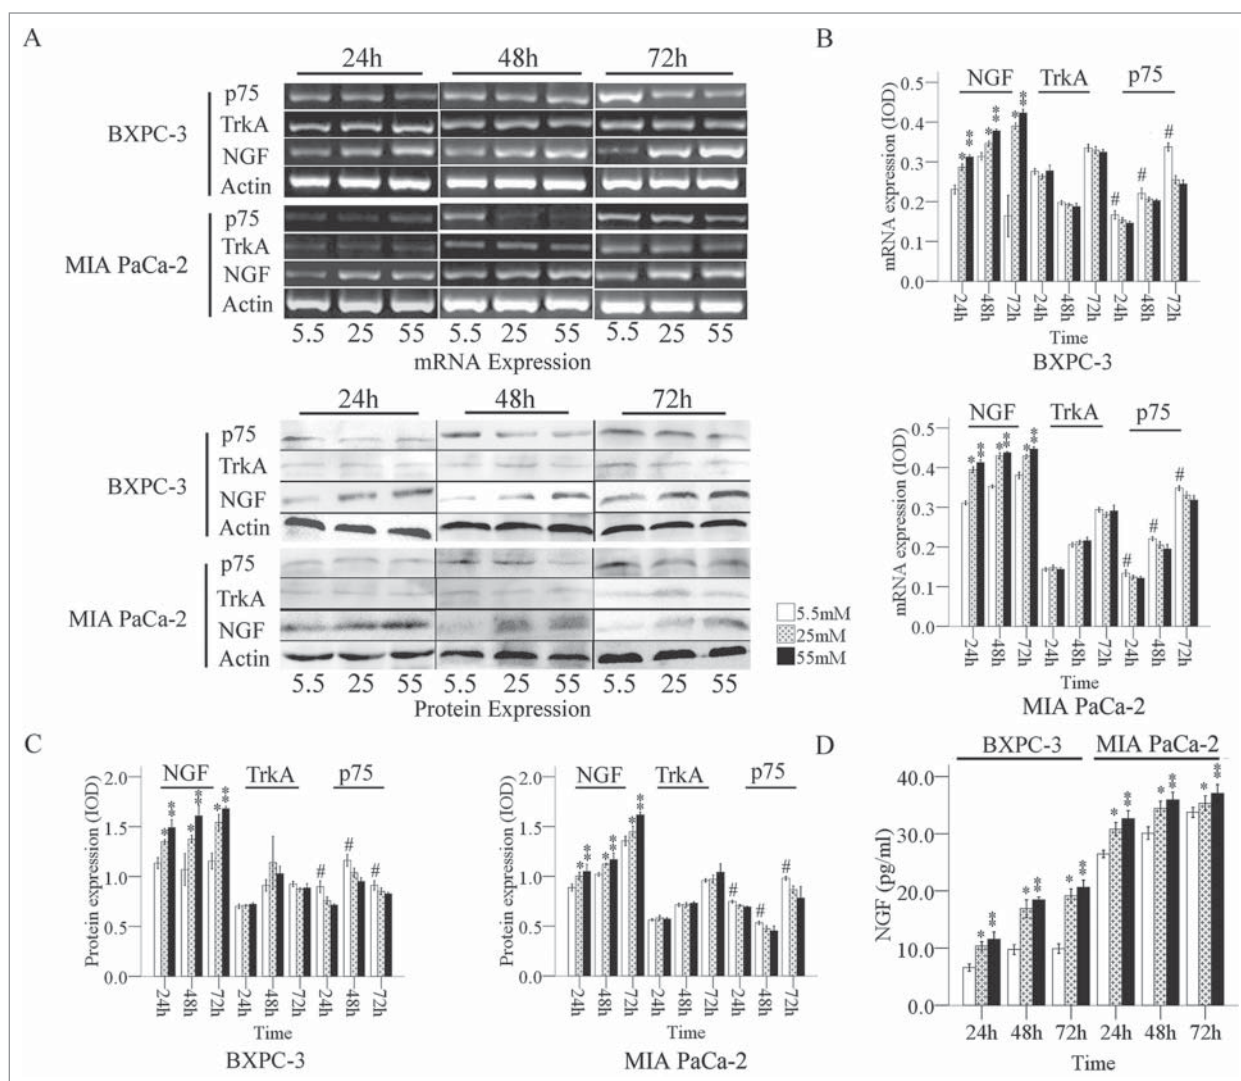 A
24h 48h 72h
BXPC-3
p75
TrkA
NGF
Actin
MIA PaCa-2
p75
TrkA
NGF
Actin
5.5 25 55 5.5 25 55 5.5 25 55
mRNA Expression
24h 48h 72h
BXPC-3
p75
TrkA
NGF
Actin
MIA PaCa-2
p75
TrkA
NGF
Actin
5.5 25 55 5.5 25 55 5.5 25 55
Protein Expression
5.5mM
25mM
55mM
B
NGF TrkA p75
mRNA expression (IOD)
0.5
0.4
0.3
0.2
0.1
0.0
* ** * ** * ** # # #
24h 48h 72h 24h 48h 72h 24h 48h 72h
Time
BXPC-3
NGF TrkA p75
mRNA expression (IOD)
0.5
0.4
0.3
0.2
0.1
0.0
* ** * ** * ** # # #
24h 48h 72h 24h 48h 72h 24h 48h 72h
Time
MIA PaCa-2
C
NGF TrkA p75
Protein expression (IOD)
2.0
1.5
1.0
0.5
0.0
* ** * ** * ** # # #
24h 48h 72h 24h 48h 72h 24h 48h 72h
Time
BXPC-3
NGF TrkA p75
Protein expression (IOD)
2.0
1.5
1.0
0.5
0.0
* ** * ** * ** # # #
24h 48h 72h 24h 48h 72h 24h 48h 72h
Time
MIA PaCa-2
D
BXPC-3 MIA PaCa-2
NGF (pg/ml)
40.0
30.0
20.0
10.0
0.0
* ** * ** * ** * ** * ** * **
24h 48h 72h 24h 48h 72h
Time